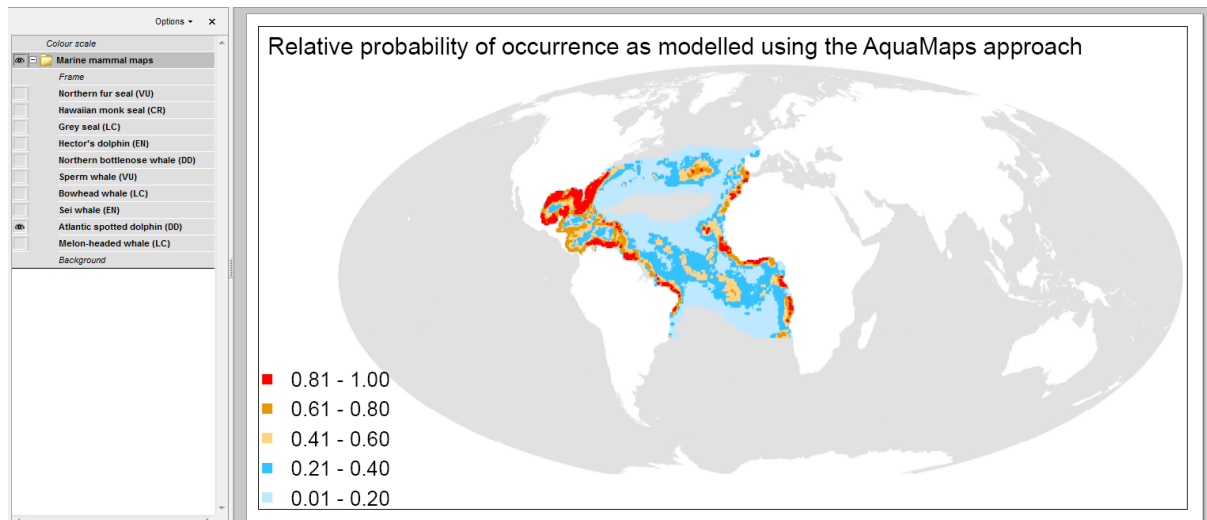 Options
Colour scale
Marine mammal maps
Frame
Northern fur seal (VU)
Hawaiian monk seal (CR)
Grey seal (LC)
Hector's dolphin (EN)
Northern bottlenose whale (DD)
Sperm whale (VU)
Bowhead whale (LC)
Sei whale (EN)
Atlantic spotted dolphin (DD)
Melon-headed whale (LC)
Background
Relative probability of occurrence as modelled using the AquaMaps approach
0.81 - 1.00
0.61 - 0.80
0.41 - 0.60
0.21 - 0.40
0.01 - 0.20